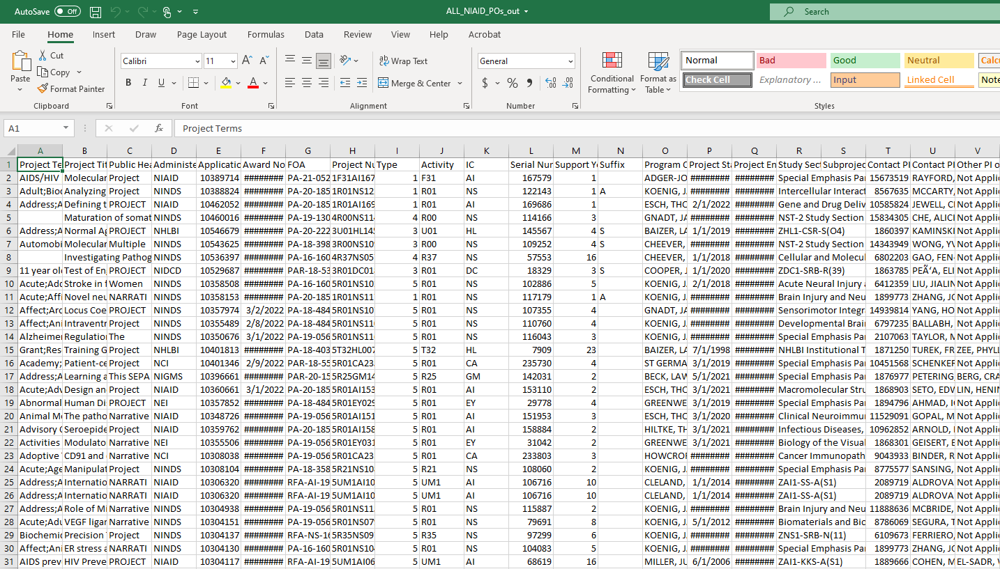 AutoSave Off ALL_NIAID_POs_out Search
File Home Insert Draw Page Layout Formulas Data Review View Help Acrobat
Paste Cut Copy Format Painter Calibri 11 A A Wrap Text General Conditional Formatting Format as Table Normal Bad Good Neutral Calcu
B I U A Merge & Center $ % Check Cell Explanatory ... Input Linked Cell Note
Clipboard Font Alignment Number Styles
A1 fx Project Terms
A B C D E F G H I J K L M N O P Q R S T U V
1 Project Te Project Tit Public Hea Administe Applicatic Award No FOA Project Nu Type Activity IC Serial Nur Support Ye Suffix Program C Project Sta Project En Study Sect Subprojec Contact PI Contact PI Other PI o
2 AIDS/HIV Molecular Project NIAID 10389714 ######## PA-21-052 1F31AI167 1 F31 AI 167579 1 ADGER-JO ######## ######## Special Emphasis Par 15673519 RAYFORD, Not Applic
3 Adult;Bioc Analyzing Project NINDS 10388824 ######## PA-20-185 1R01NS12 1 R01 NS 122143 1 A KOENIG, J. ######## ######## Intercellular Interact 8567635 MCCARTY, Not Applic
4 Address;A Defining t PROJECT NIAID 10462052 ######## PA-20-185 1R01AI169 1 R01 AI 169686 1 ESCH, THC 2/1/2022 ######## Gene and Drug Deliv 10585824 JEWELL, CI Not Applic
5 Maturation of somat NINDS 10460016 ######## PA-19-130 4R00NS114 4 R00 NS 114166 3 GNADT, JA ######## ######## NST-2 Study Section 15834305 CHE, ALICI Not Applic
6 Address;A Normal Ag PROJECT NHLBI 10546679 ######## PA-20-222 3U01HL145 3 U01 HL 145567 4 S BAIZER, LA 1/1/2019 ######## ZHL1-CSR-S(O4) 1860397 KAMINSKI Not Applic
7 Automobi Molecular Multiple NINDS 10543625 ######## PA-18-398 3R00NS109 3 R00 NS 109252 4 S CHEEVER, ######## ######## NST-2 Study Section 14343949 WONG, YV Not Applic
8 Investigating Pathog NINDS 10536397 ######## PA-16-160 4R37NS057 4 R37 NS 57553 16 CHEEVER, 1/1/2018 ######## Cellular and Molecul 6802203 GAO, FEN- Not Applic
9 11 year old Test of En PROJECT NIDCD 10529687 ######## PAR-18-53 3R01DC01 3 R01 DC 18329 3 S COOPER, J 1/1/2020 ######## ZDC1-SRB-R(39) 1863785 PEÃ‘A, ELI Not Applic
10 Acute;Adc Stroke in f Women NINDS 10358508 ######## PA-16-160 5R01NS10 5 R01 NS 102886 5 KOENIG, J. 2/1/2018 ######## Acute Neural Injury a 6412359 LIU, JIALIN Not Applic
11 Acute;Affi Novel neu NARRATI NINDS 10358153 ######## PA-20-185 1R01NS11 1 R01 NS 117179 1 A KOENIG, J. ######## ######## Brain Injury and Neu 1899773 ZHANG, JC Not Applic
12 Affect;Arc Locus Coe PROJECT NINDS 10357974 3/2/2022 PA-18-484 5R01NS10 5 R01 NS 107355 4 GNADT, JA ######## ######## Sensorimotor Integra 14939814 YANG, HO Not Applic
13 Affect;Ani Intraventr Project NINDS 10355489 2/8/2022 PA-18-484 5R01NS11 5 R01 NS 110760 4 KOENIG, J. ######## ######## Developmental Brai 6797235 BALLABH, Not Applic
14 Alzheimer Regulation The NINDS 10350676 3/1/2022 PA-19-056 5R01NS11 5 R01 NS 116043 3 KOENIG, J. ######## ######## Special Emphasis Par 2107063 TAYLOR, M Not Applic
15 Grant;Res Training G Project NHLBI 10401813 ######## PA-18-403 5T32HL007 5 T32 HL 7909 23 BAIZER, LA 7/1/1998 ######## NHLBI Institutional T 1871250 TUREK, FR ZEE, PHYLL
16 Academy; Patient-ce Project NCI 10401346 2/9/2022 PAR-18-55 5R01CA23 5 R01 CA 235730 4 ST GERMA 3/1/2019 ######## Special Emphasis Par 10451568 SCHENKER Not Applic
17 Address;A Learning a This SEPA NIGMS 10396661 ######## PAR-20-15 5R25GM14 5 R25 GM 142031 2 BECK, LAW 5/1/2021 ######## Special Emphasis Par 1876977 PETERING, BERG, CRA
18 Acute;Adv Design an Project NIAID 10360661 3/1/2022 PA-20-185 5R01AI153 5 R01 AI 153110 2 ESCH, THC 3/1/2021 ######## Macromolecular Stru 1868903 SETO, EDW LIN, HENIN
19 Abnormal Human Di PROJECT NEI 10357852 ######## PA-18-484 5R01EY029 5 R01 EY 29778 4 GREENWE 3/1/2019 ######## Special Emphasis Par 1894796 AHMAD, I Not Applic
20 Animal Mo The patho Narrative NIAID 10348726 ######## PA-19-056 5R01AI151 5 R01 AI 151953 3 ESCH, THC 3/1/2020 ######## Clinical Neuroimmur 11529091 GOPAL, M Not Applic
21 Advisory C Seroepide Project NIAID 10359762 ######## PA-20-185 5R01AI158 5 R01 AI 158884 2 HILTKE, TH 3/1/2021 ######## Infectious Diseases, 10962852 ARNOLD, Not Applic
22 Activities Modulato Narrative NEI 10355506 ######## PA-19-056 5R01EY031 5 R01 EY 31042 2 GREENWE 3/1/2021 ######## Biology of the Visual 1868301 GEISERT, E Not Applic
23 Adoptive CD91 and Narrative NCI 10308038 ######## PA-19-056 5R01CA23 5 R01 CA 233803 3 HOWCROF ######## ######## Cancer Immunopath 9043933 BINDER, R Not Applic
24 Acute;Age Manipulat Project NINDS 10308104 ######## PA-18-358 5R21NS10 5 R21 NS 108060 2 KOENIG, J. ######## ######## Special Emphasis Par 8775577 SANSING, Not Applic
25 Address;A Internatio NARRATI NIAID 10306320 ######## RFA-AI-19 5UM1AI10 5 UM1 AI 106716 10 CLELAND, 1/1/2014 ######## ZAI1-SS-A(S1) 2089719 ALDROVA Not Applic
26 Address;A Internatio NARRATI NIAID 10306320 ######## RFA-AI-19 5UM1AI10 5 UM1 AI 106716 10 CLELAND, 1/1/2014 ######## ZAI1-SS-A(S1) 2089719 ALDROVA Not Applic
27 Address;A Role of Mi Narrative NINDS 10304938 ######## PA-19-056 5R01NS11 5 R01 NS 115887 2 KOENIG, J. ######## ######## Brain Injury and Neu 11888636 MCBRIDE, Not Applic
28 Acute;Adu VEGF ligar Narrative NINDS 10304151 ######## PA-19-056 5R01NS079 5 R01 NS 79691 8 KOENIG, J. 5/1/2012 ######## Biomaterials and Bio 8786069 SEGURA, T Not Applic
29 Biochemic Precision Project NINDS 10304137 ######## RFA-NS-16 5R35NS09 5 R35 NS 97299 6 KOENIG, J. ######## ######## ZNS1-SRB-N(11) 6109673 FERRIERO, Not Applic
30 Affect;Ani ER stress a NARRATI NINDS 10304130 ######## PA-16-160 5R01NS10 5 R01 NS 104083 5 KOENIG, J. ######## ######## Special Emphasis Par 1899773 ZHANG, JC Not Applic
31 AIDS prev HIV Preve PROJECT NIAID 10304117 ######## RFA-AI-19 5UM1AI06 5 UM1 AI 68619 16 MILLER, JU 6/1/2006 ######## ZAI1-KKS-A(S1) 1889666 COHEN, M EL-SADR, V